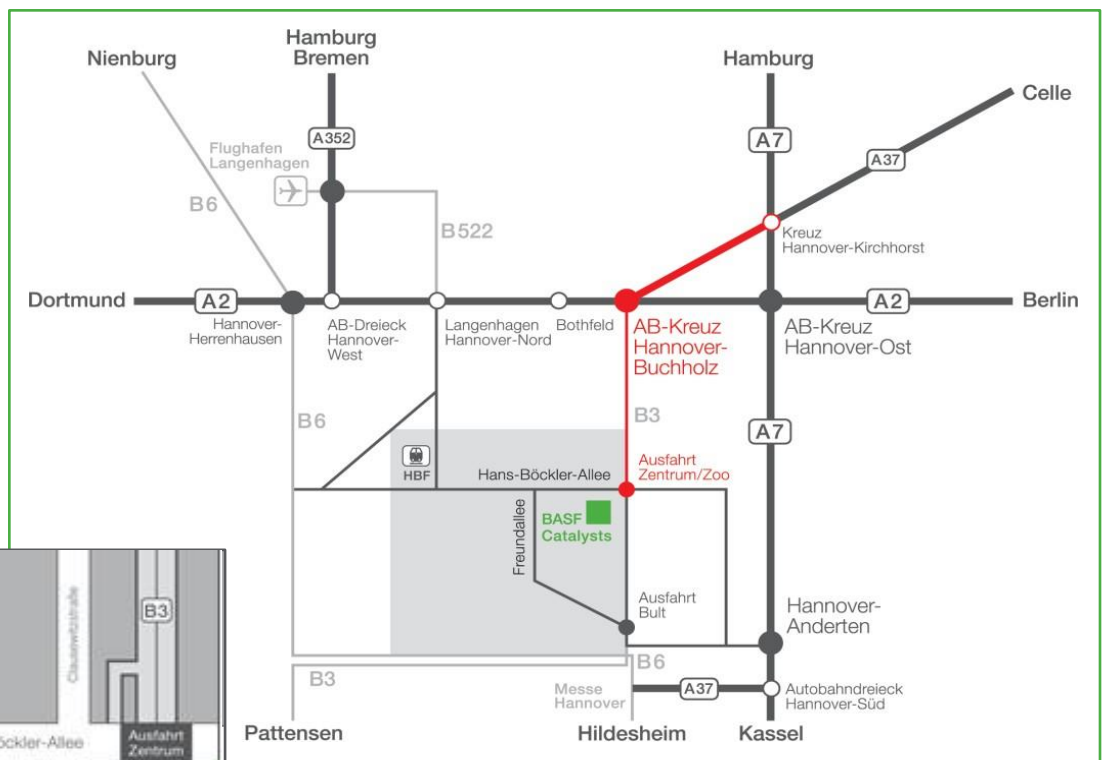 Nienburg
Hamburg
Bremen
Hamburg
Celle
A352
A7
A37
Flughafen
Langenhagen
B6
B522
Kreuz
Hannover-Kirchhorst
Dortmund
A2
A2
Berlin
Hannover-
Herrenhausen
AB-Dreieck
Hannover-
West
Langenhagen
Hannover-Nord
Bothfeld
AB-Kreuz
Hannover-
Buchholz
AB-Kreuz
Hannover-Ost
B6
B3
A7
HBF
Hans-Böckler-Allee
Ausfahrt
Zentrum/Zoo
BASF
Catalysts
Freundallee
Ausfahrt
Bult
Hannover-
Anderten
B3
B6
Messe
Hannover
A37
Autobahndreieck
Hannover-Süd
Pattensen
Hildesheim
Kassel
Clausewitzstraße
B3
öckler-Allee
Ausfahrt
Zentrum